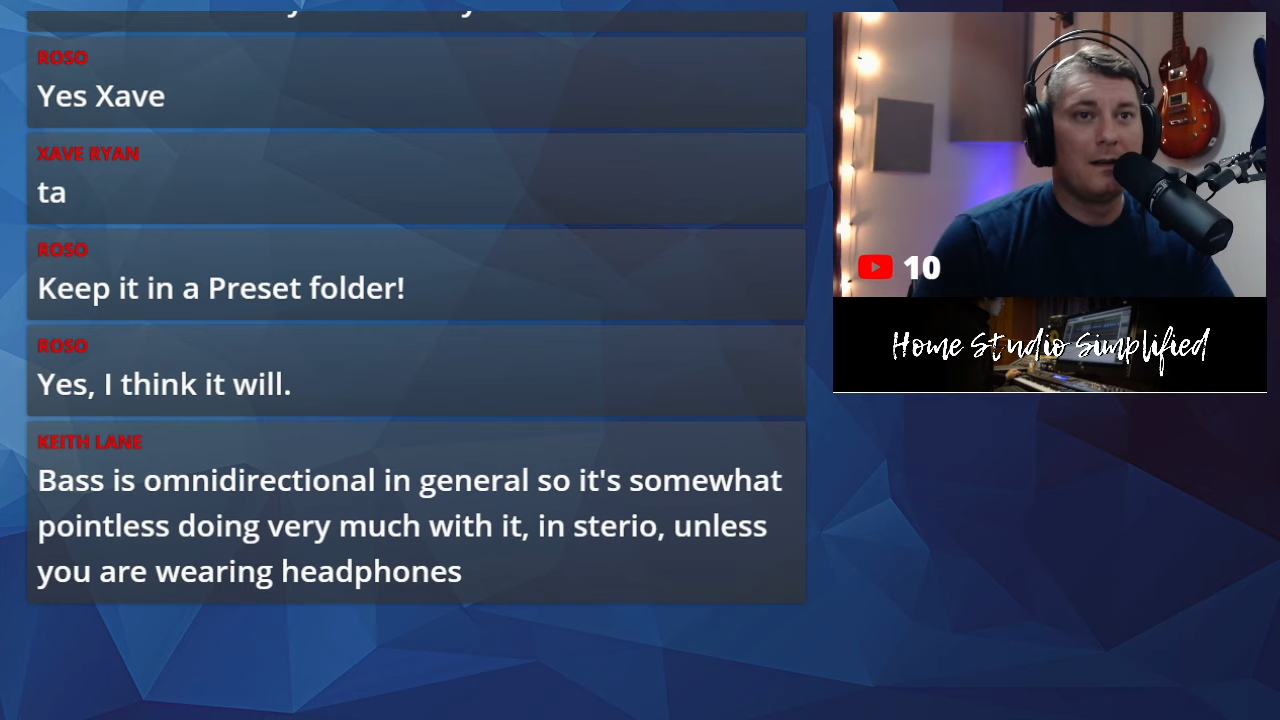 ROSO
Yes Xave
XAVE RYAN
ta
ROSO
Keep it in a Preset folder!
ROSO
Yes, I think it will.
KEITH LANE
Bass is omnidirectional in general so it's somewhat
pointless doing very much with it, in sterio, unless
you are wearing headphones
10
Home Studio Simplified